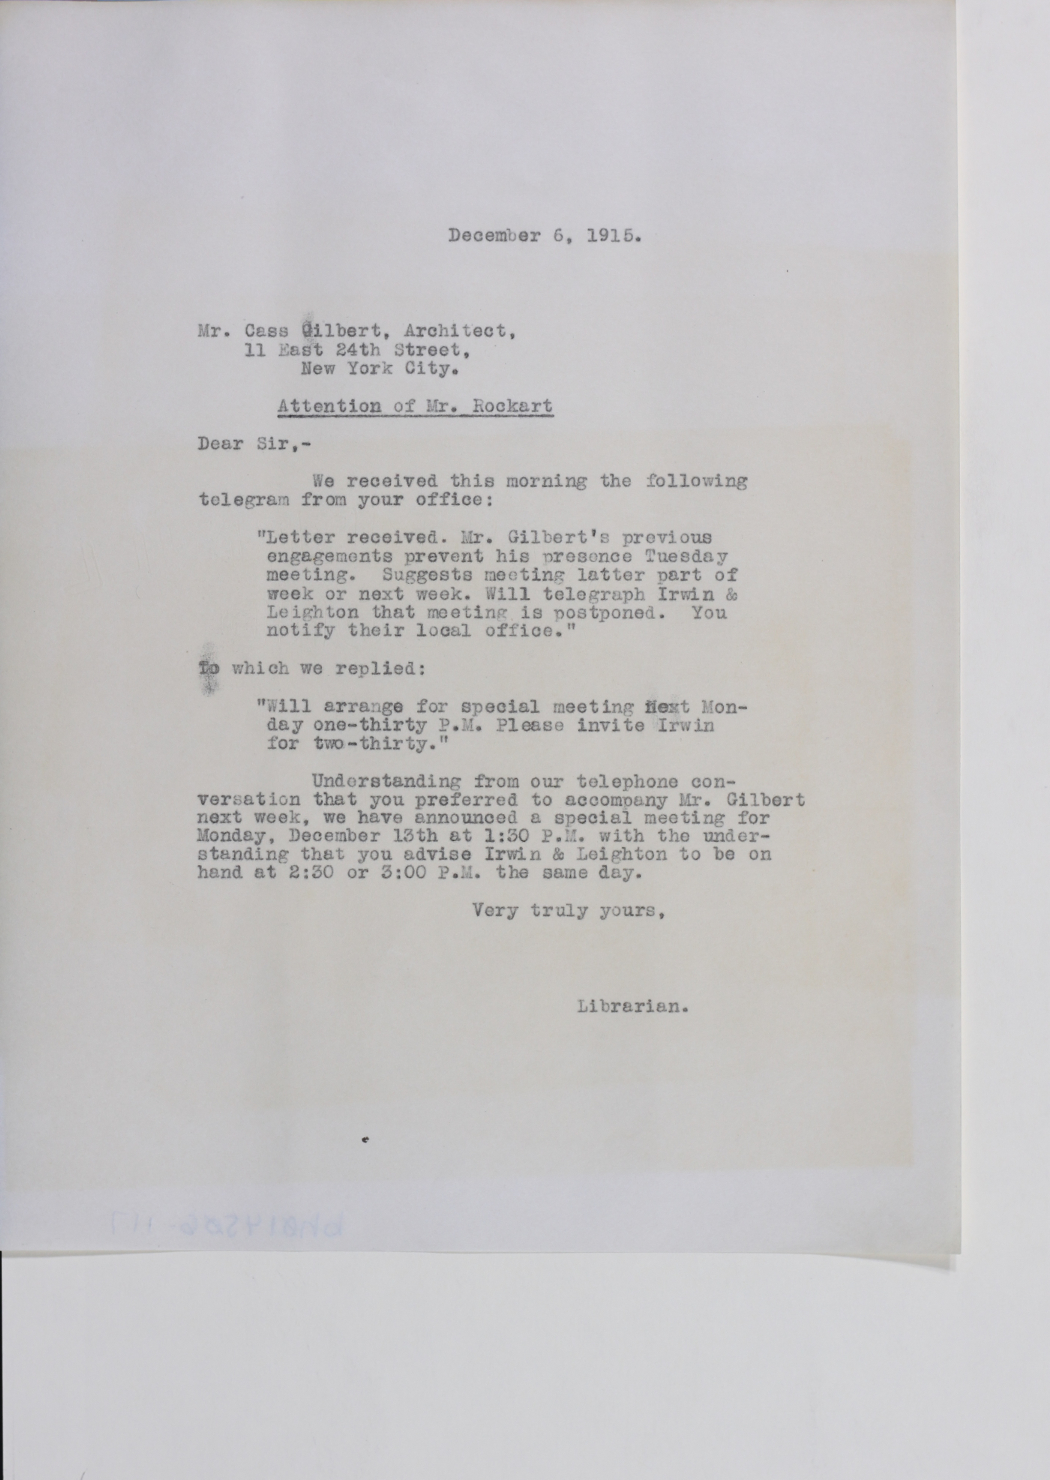 December 6, 1915.
Mr. Cass Gilbert, Architect,
11 East 24th Street,
New York City.
Attention of Mr. Rockart
Dear Sir,-
We received this morning the following
telegram from your office:
"Letter received. Mr. Gilbert's previous
engagements prevent his presence Tuesday
meeting. Suggests meeting latter part of
week or next week. Will telegraph Irwin &
Leighton that meeting is postponed. You
notify their local office."
To which we replied:
"Will arrange for special meeting Next Mon-
day one-thirty P.M. Please invite Irwin
for two-thirty."
Understanding from our telephone con-
versation that you preferred to accompany Mr. Gilbert
next week, we have announced a special meeting for
Monday, December 13th at 1:30 P.M. with the under-
standing that you advise Irwin & Leighton to be on
hand at 2:30 or 3:00 P.M. the same day.
Very truly yours,
Librarian.